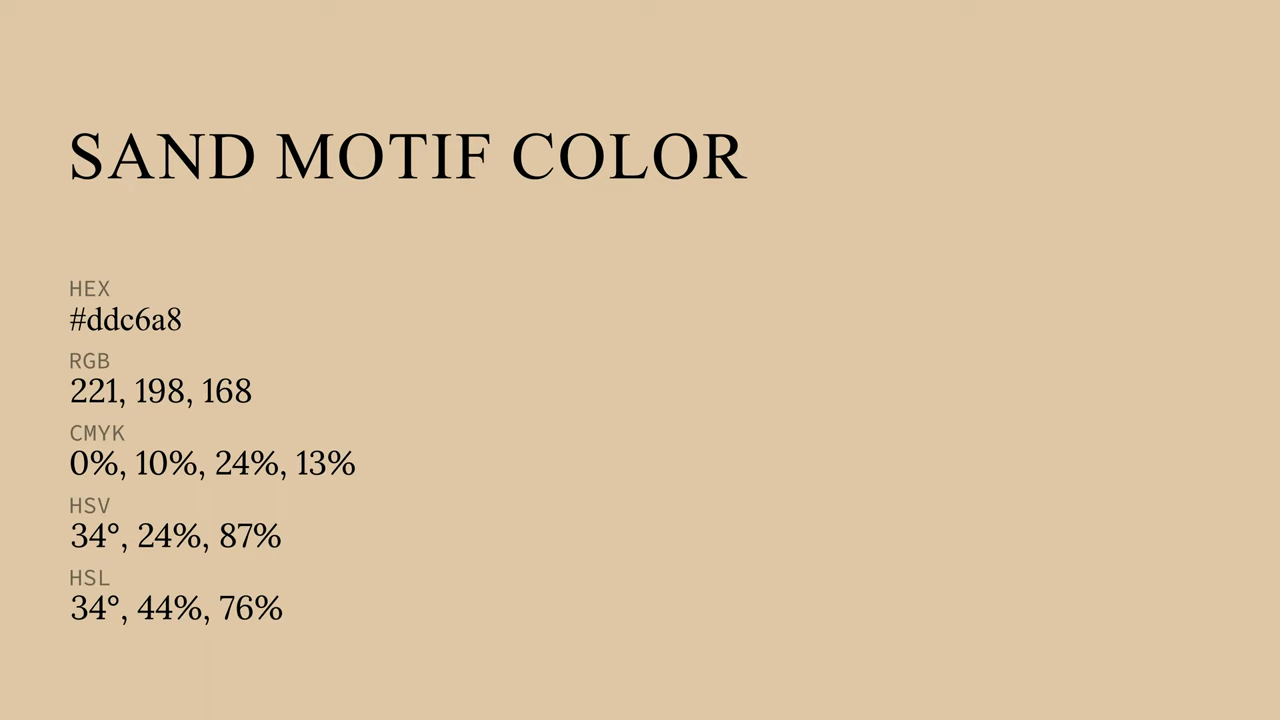 SAND MOTIF COLOR
HEX
#ddc6a8
RGB
221, 198, 168
CMYK
0%, 10%, 24%, 13%
HSV
34°, 24%, 87%
HSL
34°, 44%, 76%